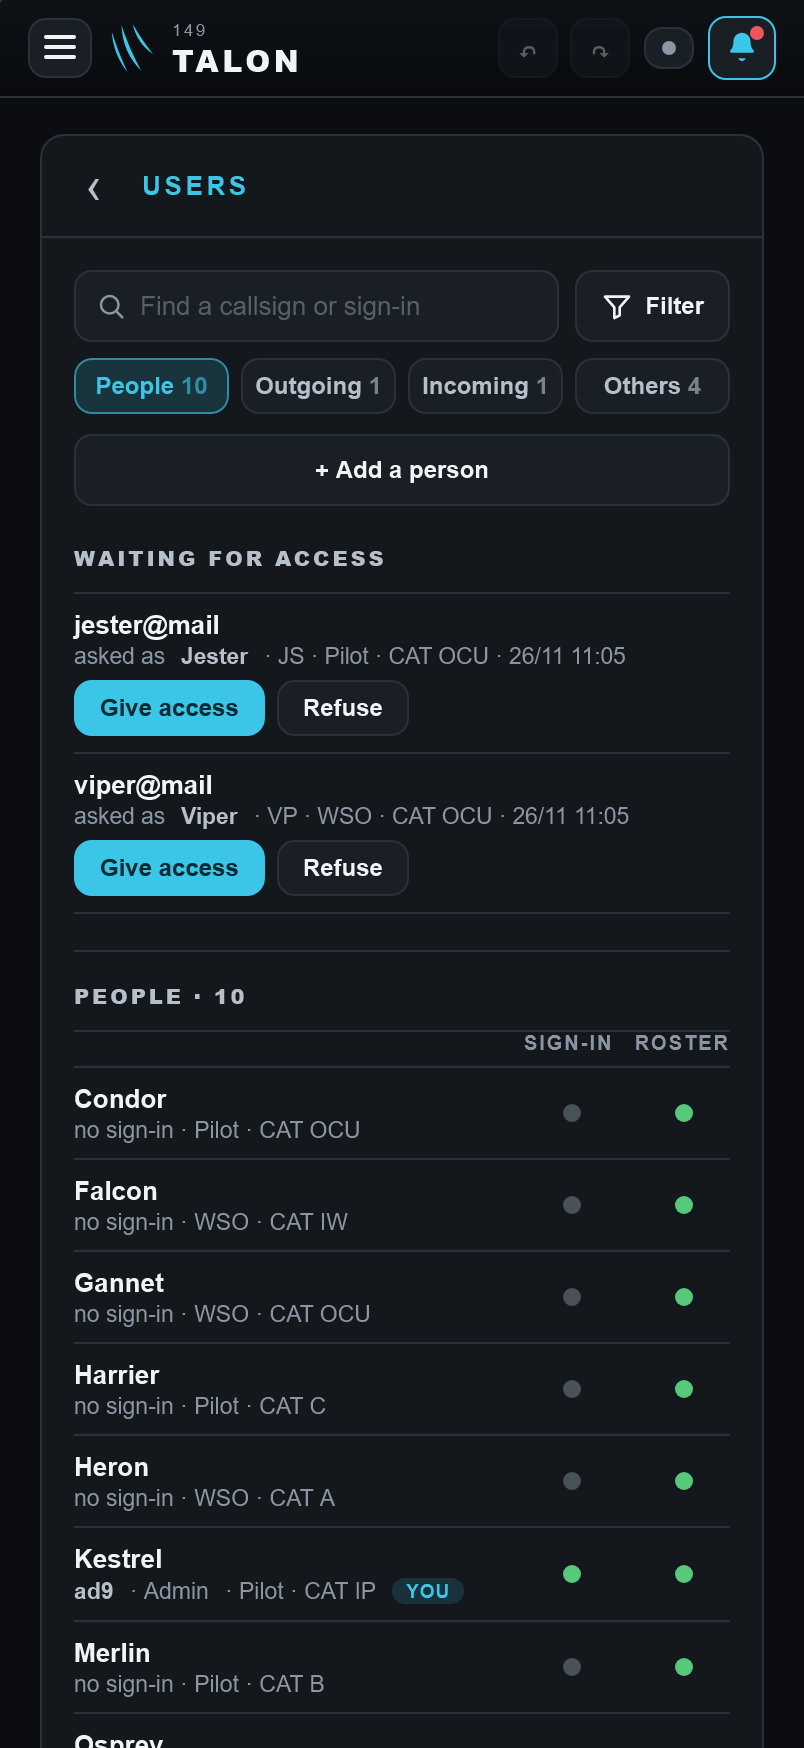 149
TALON
‹ USERS
Find a callsign or sign-in
Filter
People 10
Outgoing 1
Incoming 1
Others 4
+ Add a person
WAITING FOR ACCESS
jester@mail
asked as Jester · JS · Pilot · CAT OCU · 26/11 11:05
Give access
Refuse
viper@mail
asked as Viper · VP · WSO · CAT OCU · 26/11 11:05
Give access
Refuse
PEOPLE · 10
SIGN-IN ROSTER
Condor
no sign-in · Pilot · CAT OCU
Falcon
no sign-in · WSO · CAT IW
Gannet
no sign-in · WSO · CAT OCU
Harrier
no sign-in · Pilot · CAT C
Heron
no sign-in · WSO · CAT A
Kestrel
ad9 · Admin · Pilot · CAT IP YOU
Merlin
no sign-in · Pilot · CAT B
Osprey